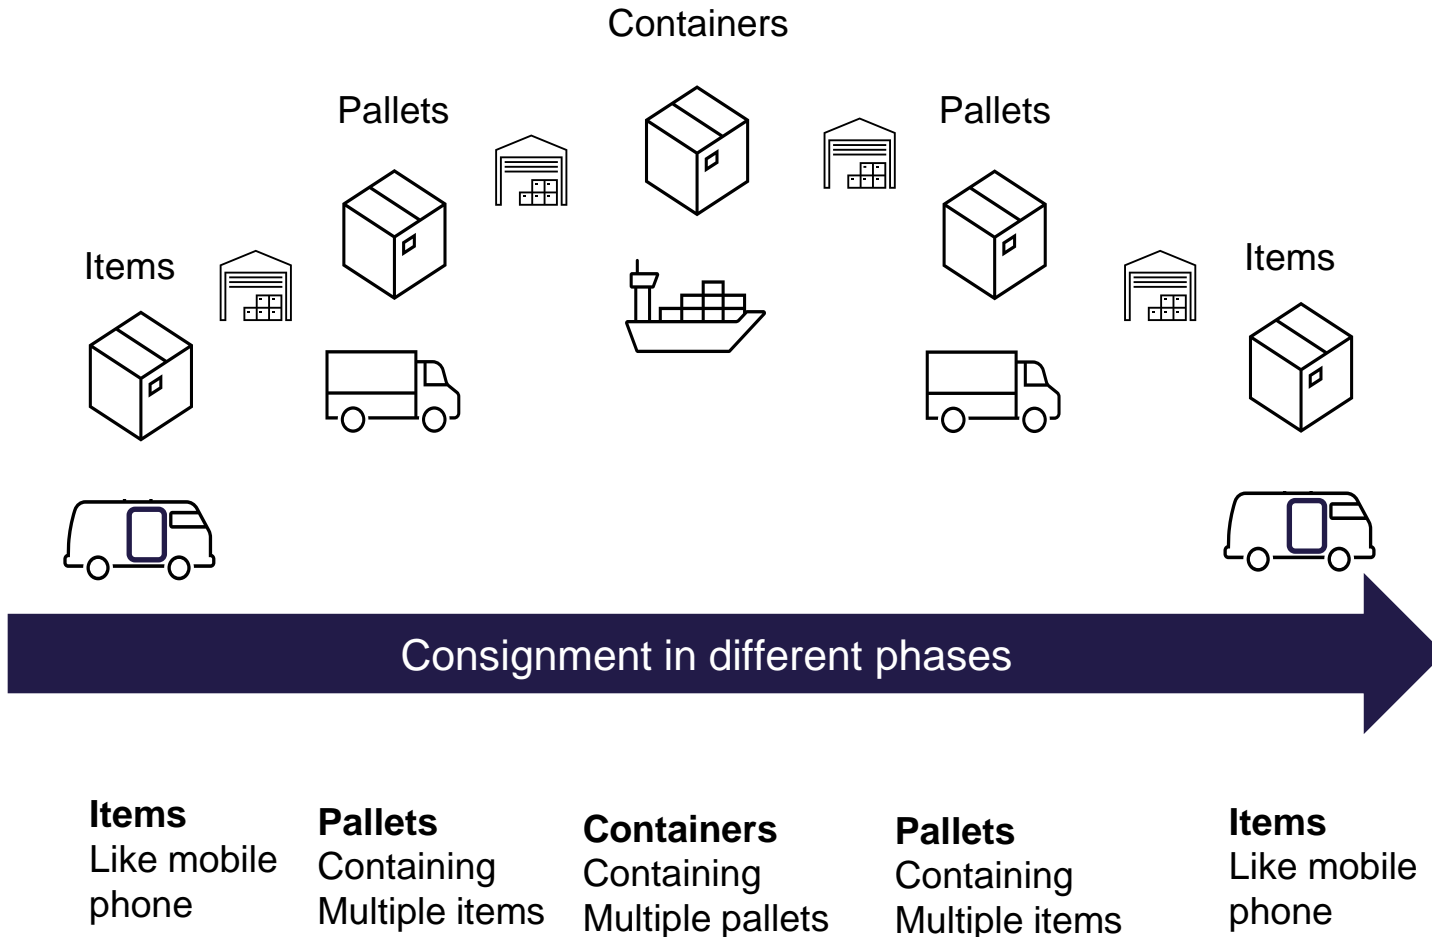 Containers
Pallets
Pallets
Items
Items
Consignment in different phases
Items
Like mobile
phone
Pallets
Containing
Multiple items
Containers
Containing
Multiple pallets
Pallets
Containing
Multiple items
Items
Like mobile
phone